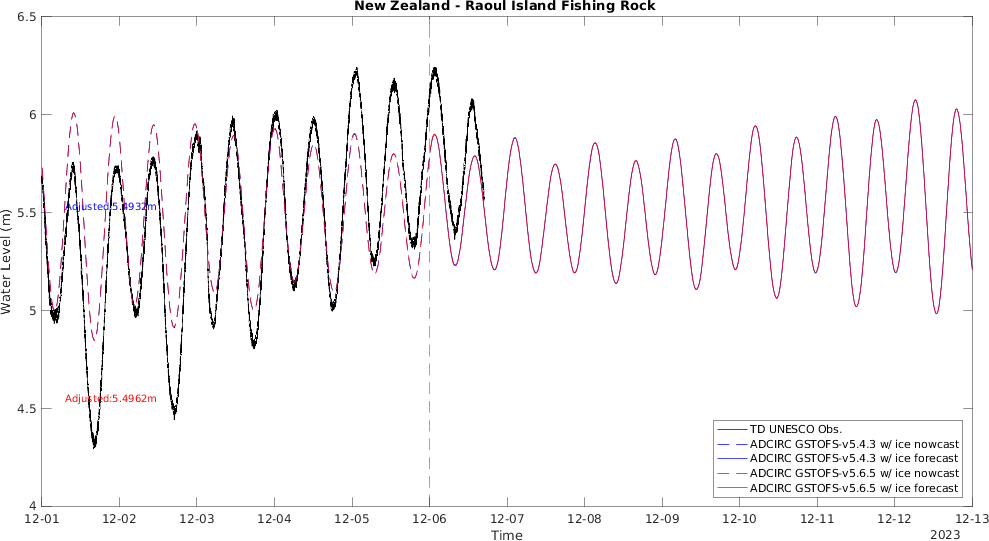 New Zealand - Raoul Island Fishing Rock
6.5
6
5.5
5
4.5
4
Water Level (m)
Adjusted:5.4932m
Adjusted:5.4962m
TD UNESCO Obs.
ADCIRC GSTOFS-v5.4.3 w/ ice nowcast
ADCIRC GSTOFS-v5.4.3 w/ ice forecast
ADCIRC GSTOFS-v5.6.5 w/ ice nowcast
ADCIRC GSTOFS-v5.6.5 w/ ice forecast
12-01 12-02 12-03 12-04 12-05 12-06 12-07 12-08 12-09 12-10 12-11 12-12 12-13
Time
2023